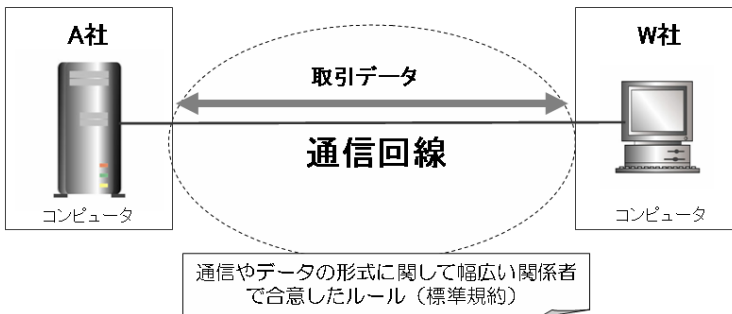 A社
W社
取引データ
通信回線
コンピュータ
コンピュータ
通信やデータの形式に関して幅広い関係者
で合意したルール（標準規約）